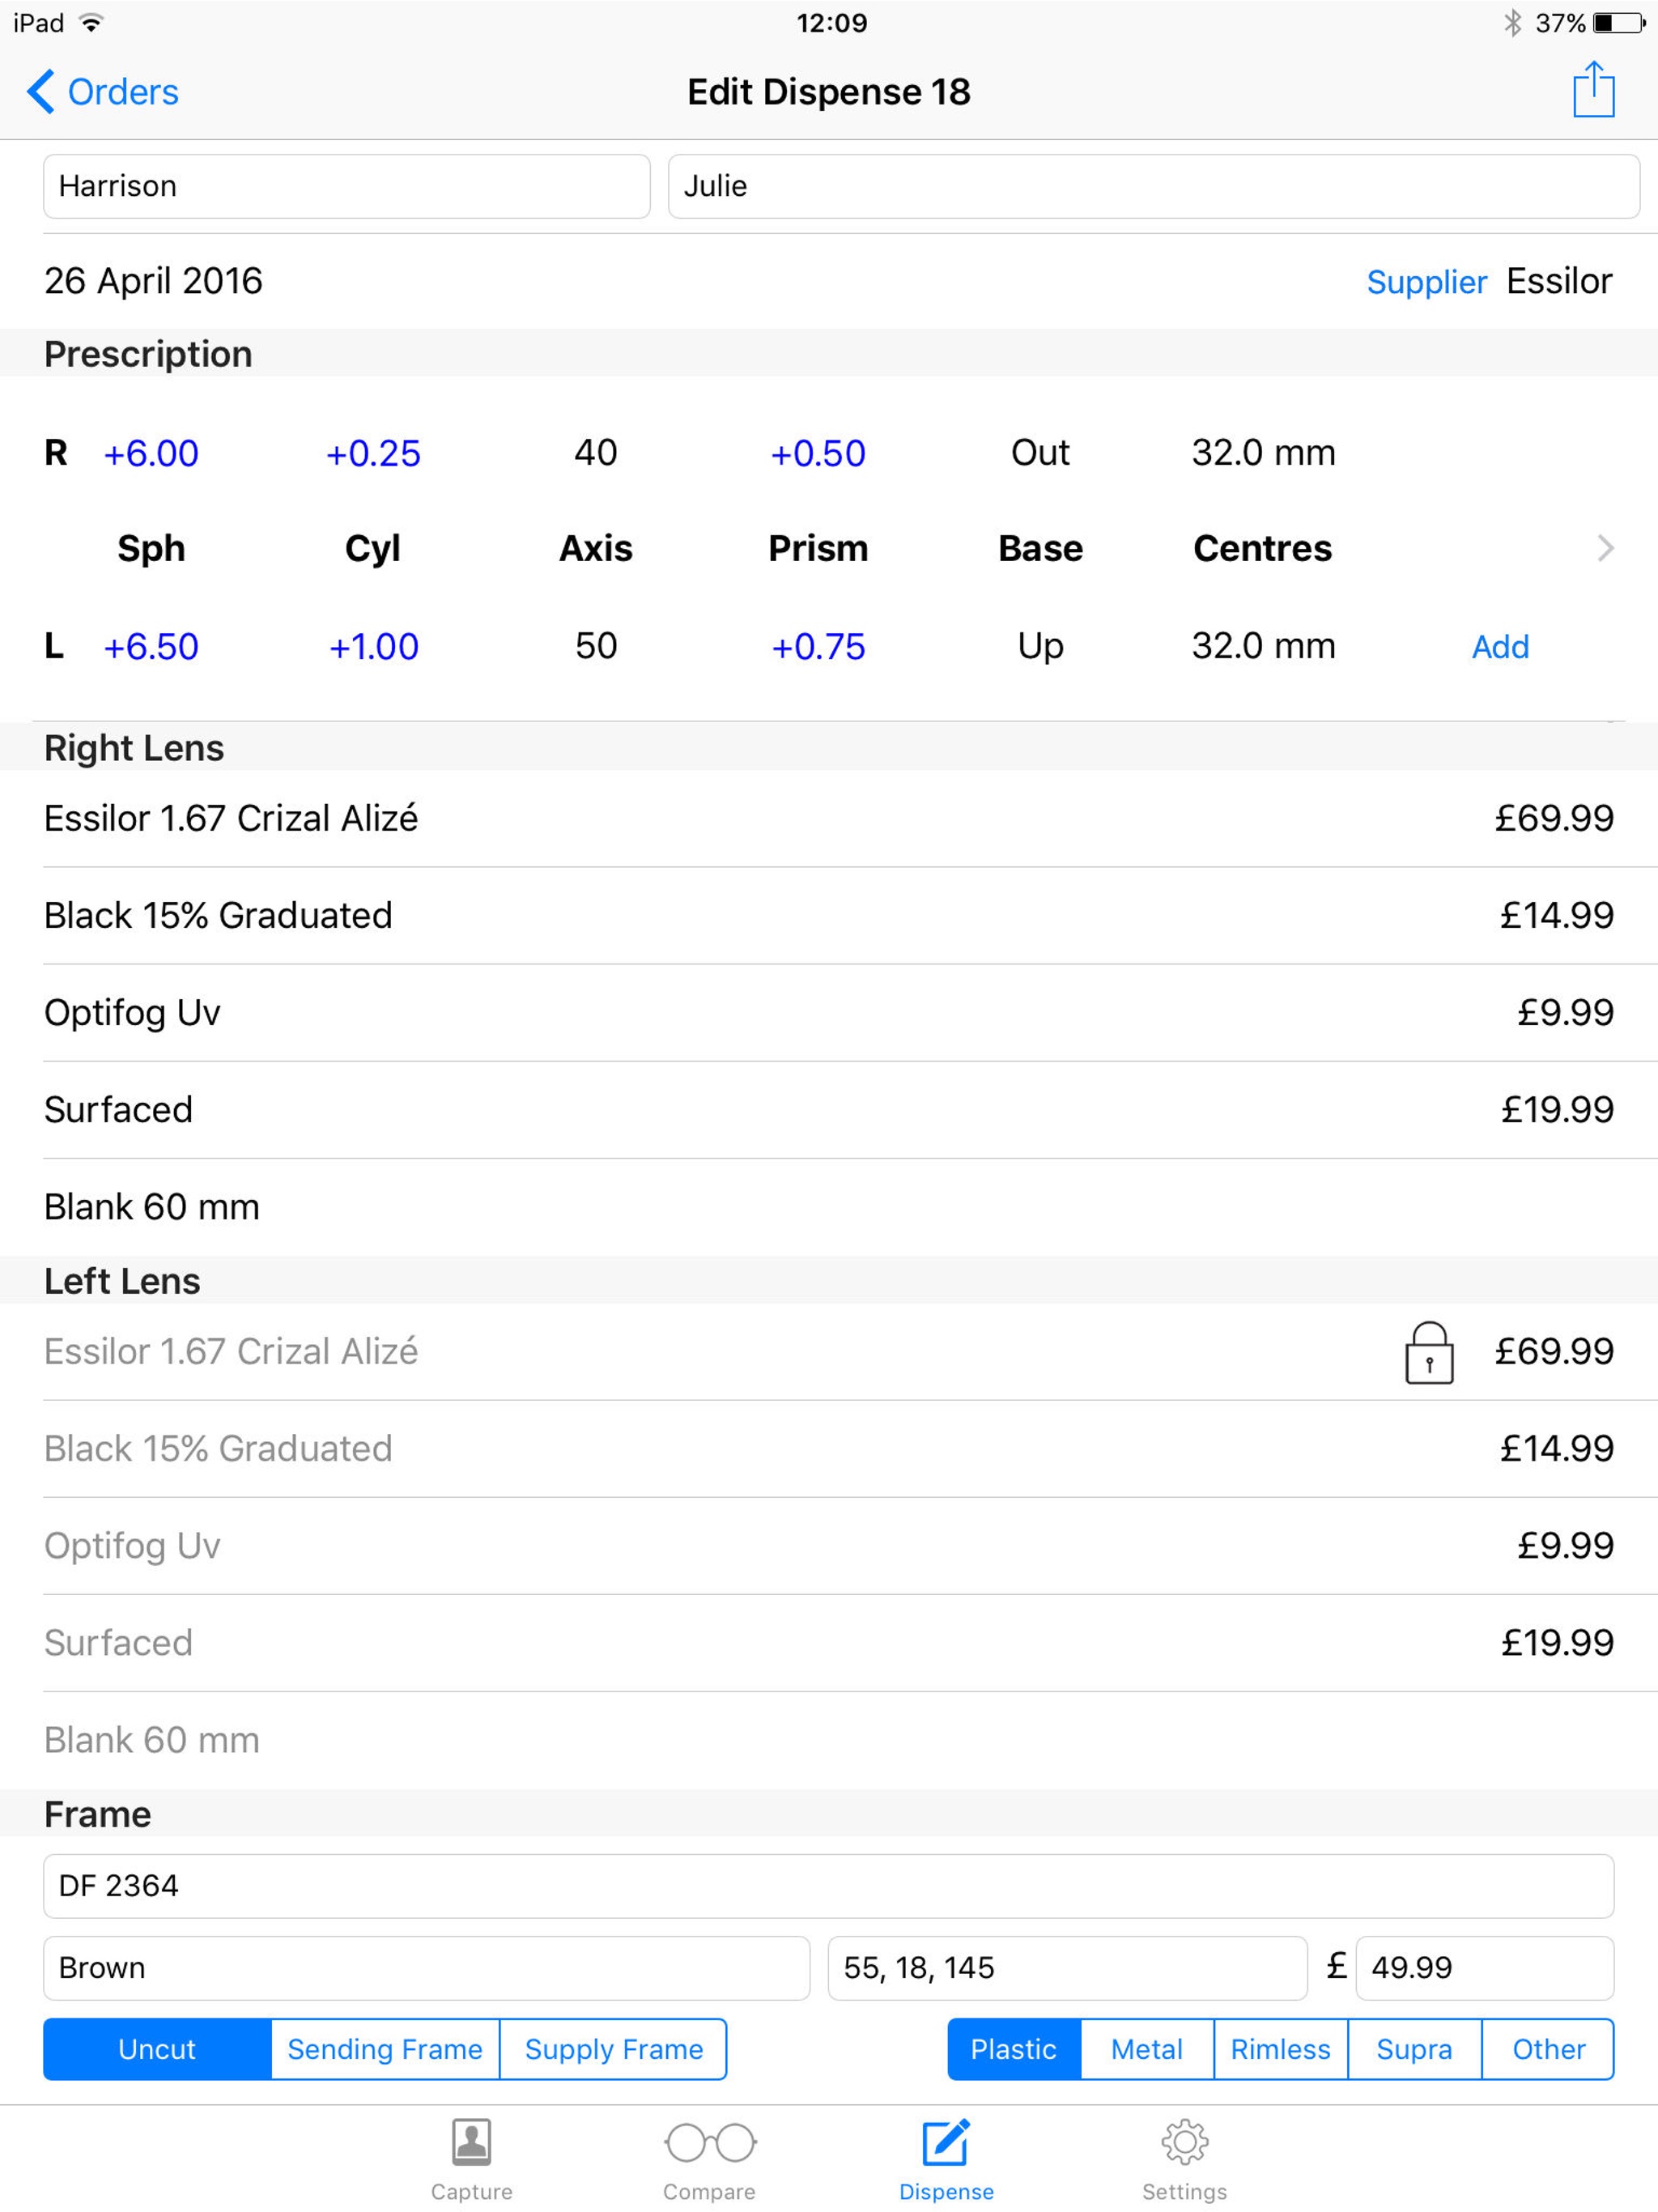 iPad 12:09 37%
Orders Edit Dispense 18
Harrison Julie
26 April 2016 Supplier Essilor
Prescription
R +6.00 +0.25 40 +0.50 Out 32.0 mm
Sph Cyl Axis Prism Base Centres
L +6.50 +1.00 50 +0.75 Up 32.0 mm Add
Right Lens
Essilor 1.67 Crizal Alizé £69.99
Black 15% Graduated £14.99
Optifog Uv £9.99
Surfaced £19.99
Blank 60 mm
Left Lens
Essilor 1.67 Crizal Alizé £69.99
Black 15% Graduated £14.99
Optifog Uv £9.99
Surfaced £19.99
Blank 60 mm
Frame
DF 2364
Brown 55, 18, 145 £ 49.99
Uncut Sending Frame Supply Frame Plastic Metal Rimless Supra Other
Capture Compare Dispense Settings